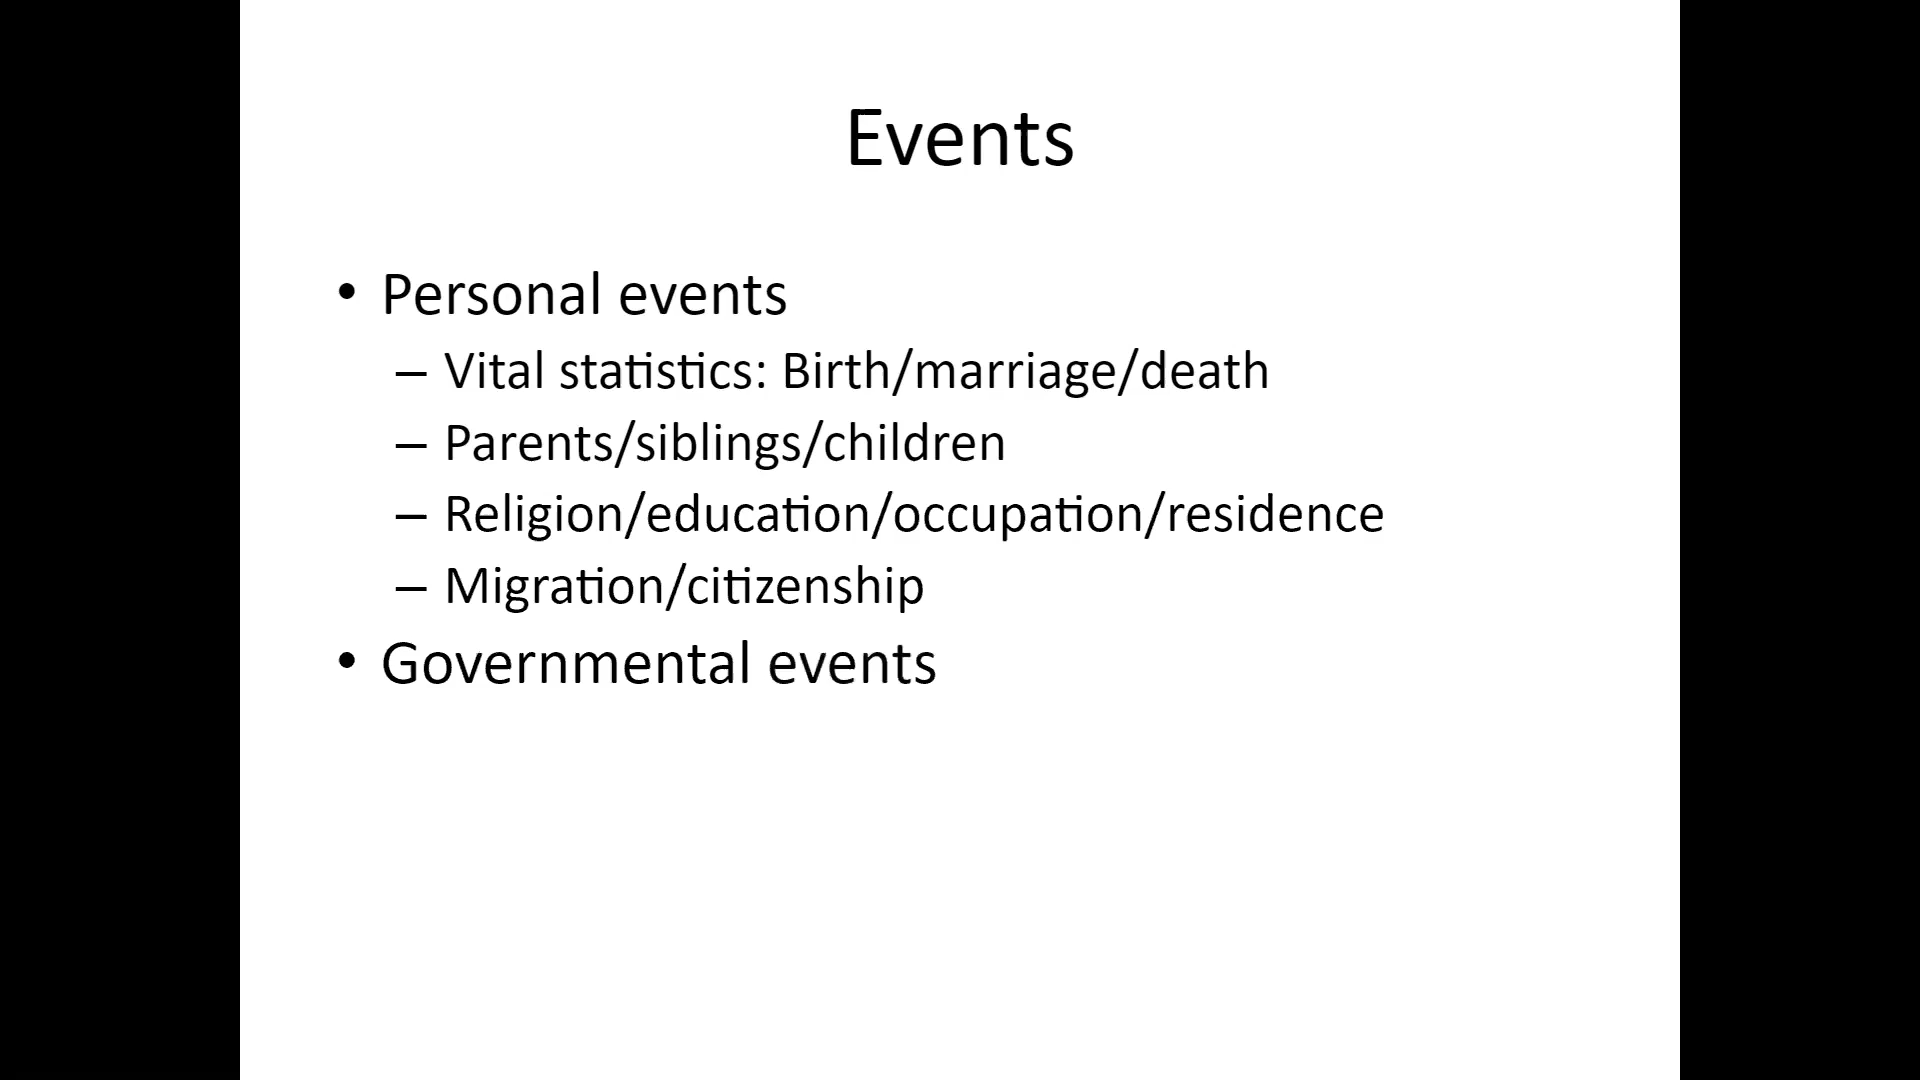 Events
• Personal events
– Vital statistics: Birth/marriage/death
– Parents/siblings/children
– Religion/education/occupation/residence
– Migration/citizenship
• Governmental events